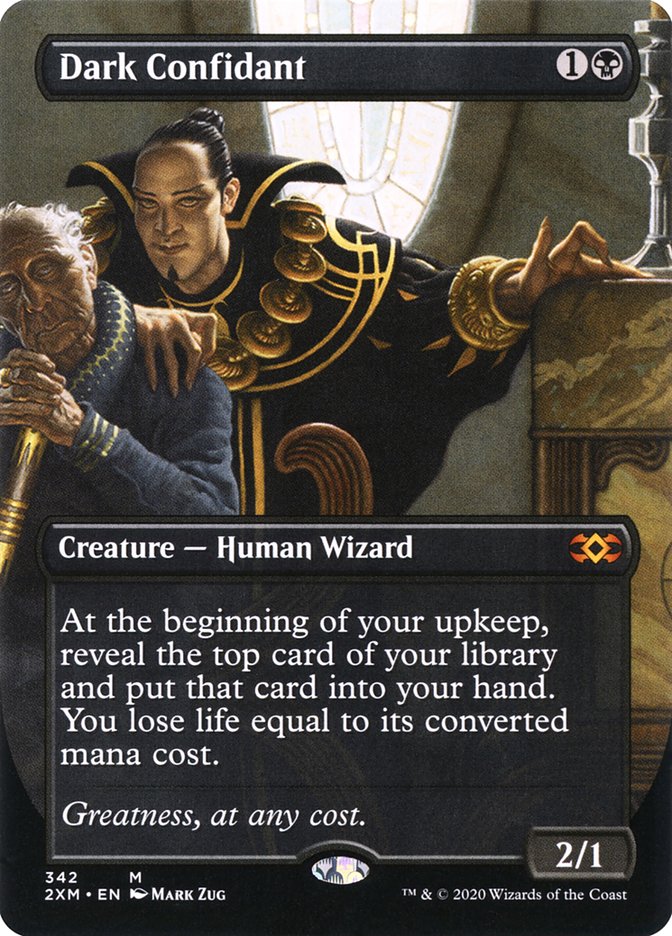 Dark Confidant 1
Creature — Human Wizard
At the beginning of your upkeep,
reveal the top card of your library
and put that card into your hand.
You lose life equal to its converted
mana cost.
Greatness, at any cost.
2/1
342 M
2XM • EN Mark Zug
™ & © 2020 Wizards of the Coast